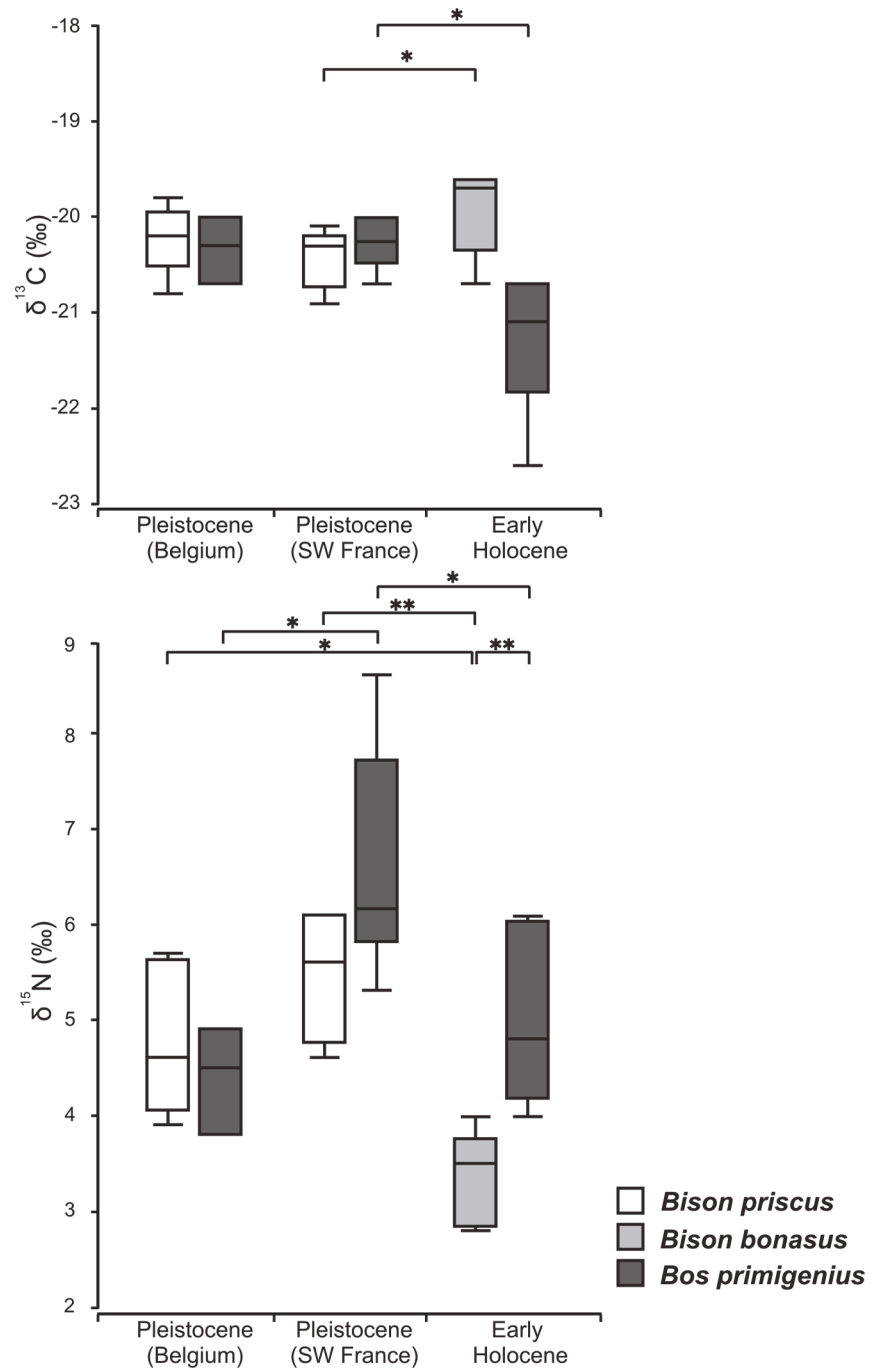 *
*
-18
-19
-20
-21
-22
-23
δ¹³C (‰)
Pleistocene
(Belgium)
Pleistocene
(SW France)
Early
Holocene
*
**
*
*
**
9
8
7
6
5
4
3
2
δ¹⁵N (‰)
Bison priscus
Bison bonasus
Bos primigenius
Pleistocene
(Belgium)
Pleistocene
(SW France)
Early
Holocene